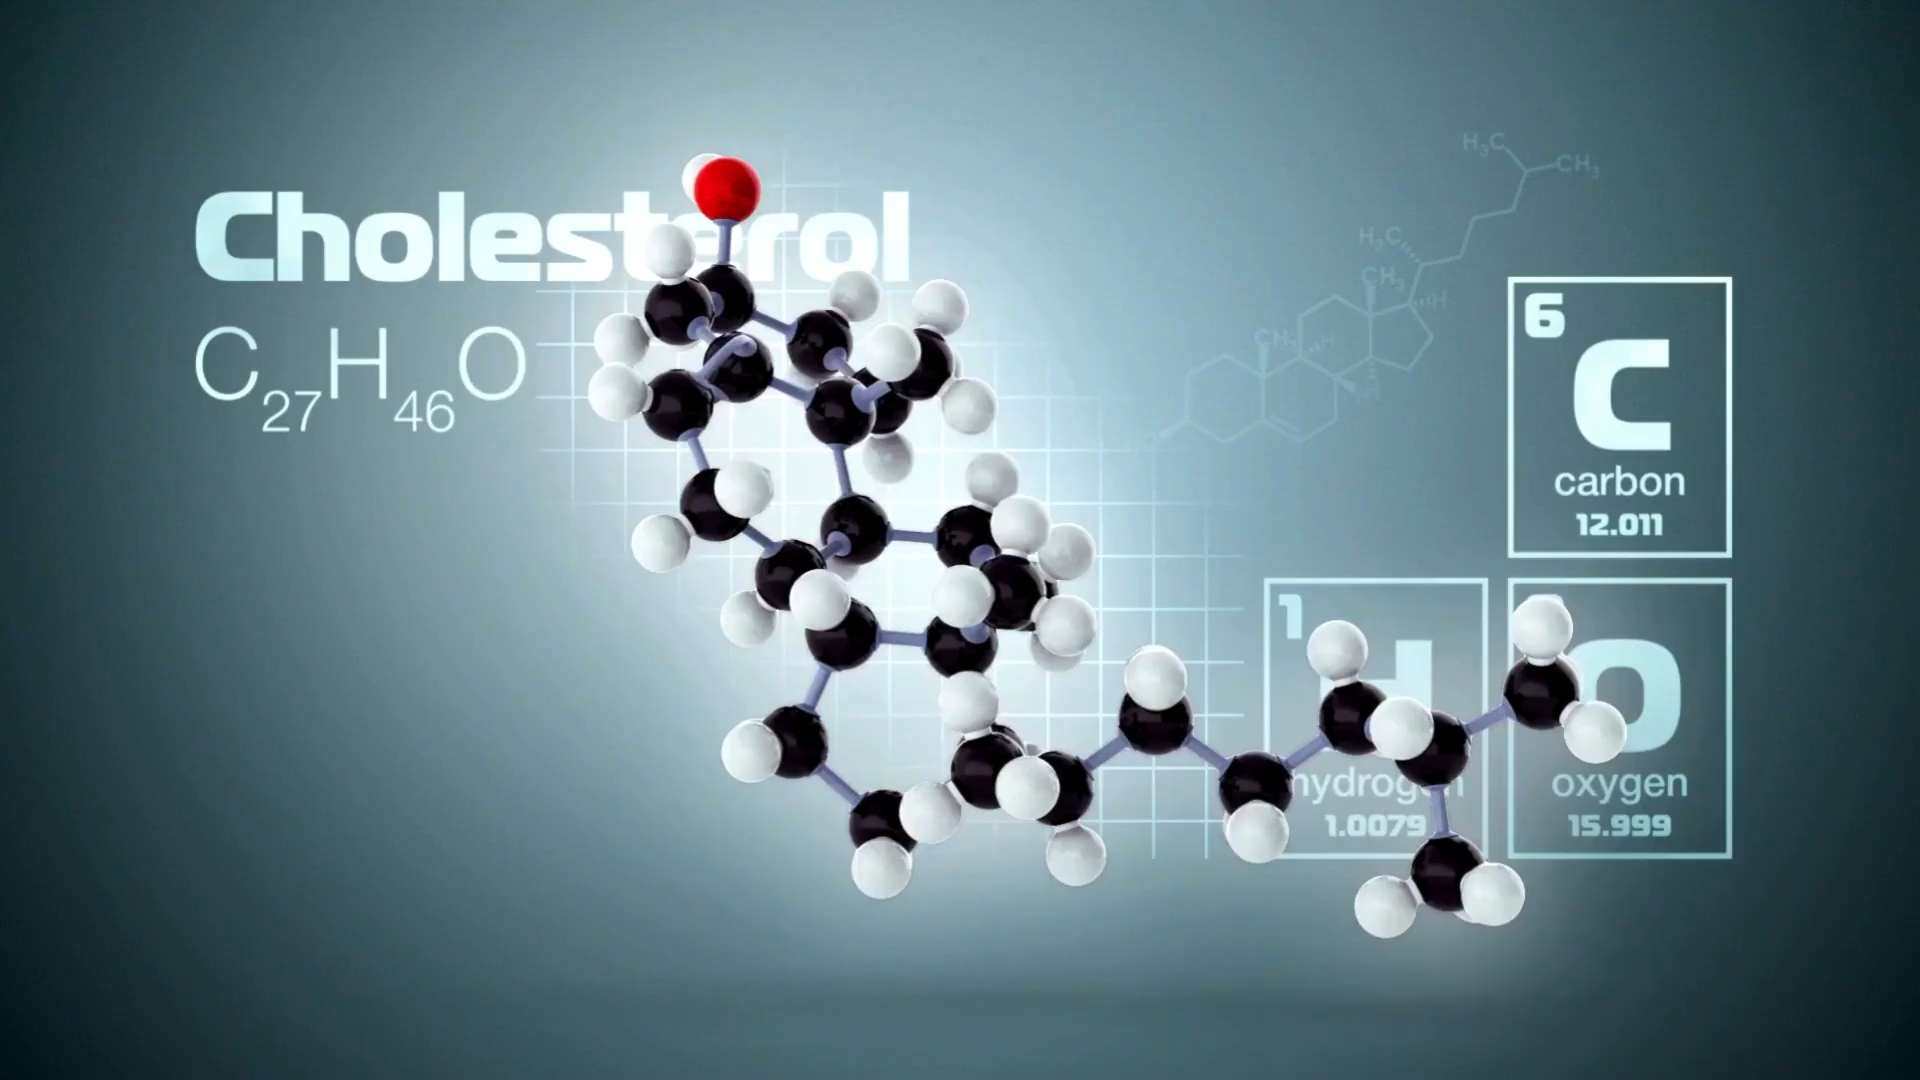 Cholesterol
C27H46O
H3C
CH3
H3C
CH3
H
CH3
H
H
6
C
carbon
12.011
1
H
hydrogen
1.0079
O
oxygen
15.999